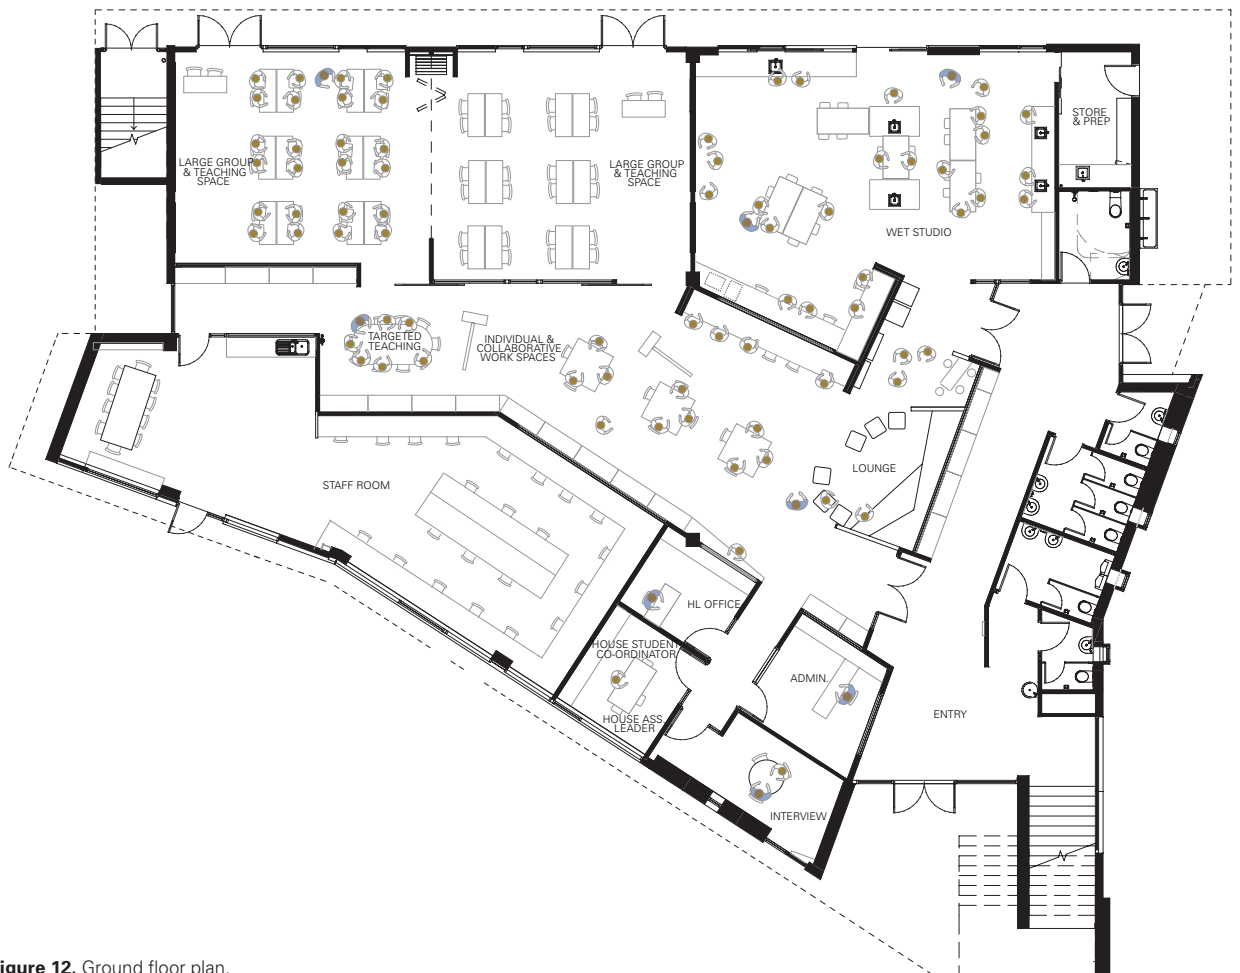 LARGE GROUP
& TEACHING
SPACE
LARGE GROUP
& TEACHING
SPACE
STORE
& PREP
WET STUDIO
TARGETED
TEACHING
INDIVIDUAL &
COLLABORATIVE
WORK SPACES
LOUNGE
STAFF ROOM
HL OFFICE
HOUSE STUDENT
CO-ORDINATOR
ADMIN.
HOUSE ASS.
LEADER
ENTRY
INTERVIEW
igure 12. Ground floor plan.